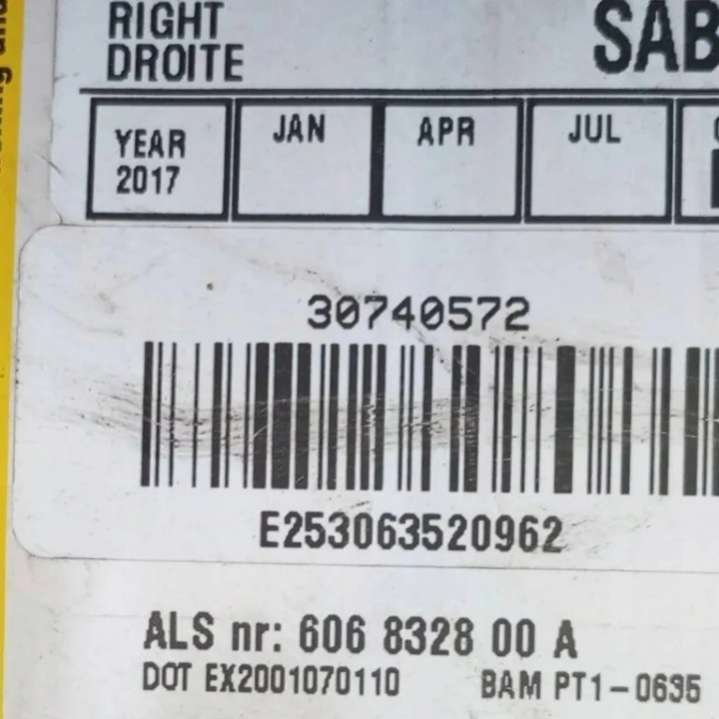 RIGHT
DROITE
SAB
YEAR
2017
JAN
APR
JUL
30740572
E253063520962
ALS nr: 606 8328 00 A
DOT EX2001070110 BAM PT1-0695